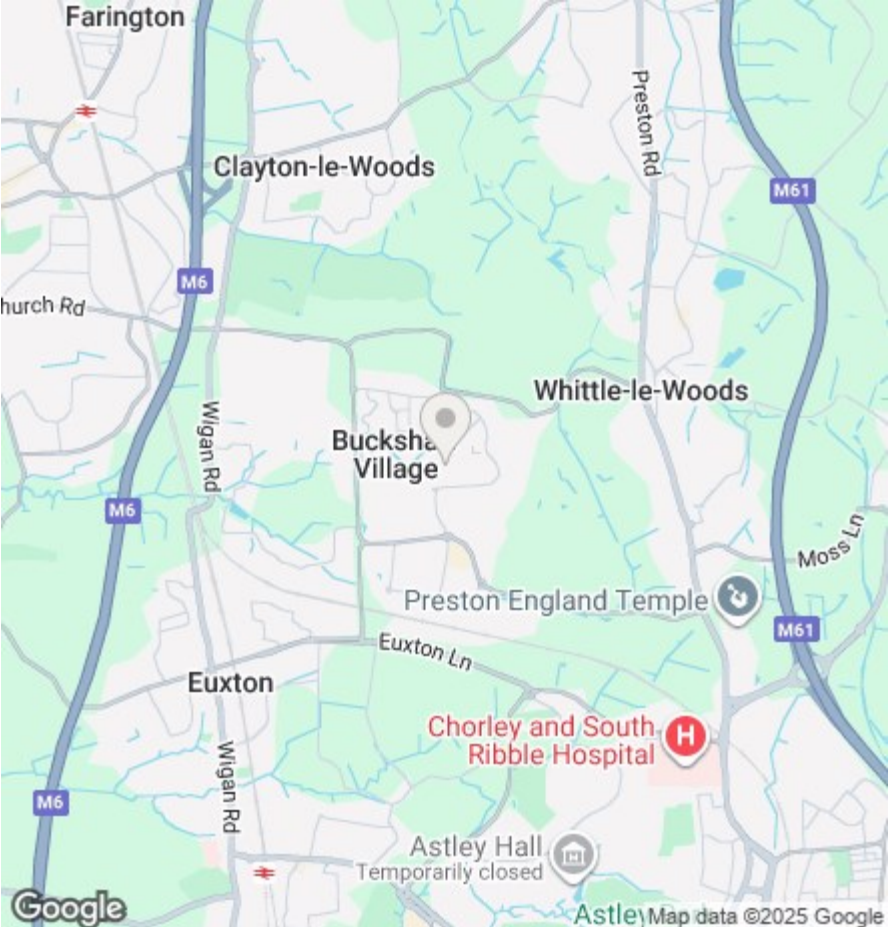 Farington
Preston Rd
Clayton-le-Woods
M61
M6
hurch Rd
Whittle-le-Woods
Wigan Rd
Bucksha
Village
M6
Moss Ln
Preston England Temple
M61
Euxton Ln
Euxton
Chorley and South
Ribble Hospital
H
Wigan Rd
M6
Astley Hall
Temporarily closed
Google
Astley
Map data ©2025 Google